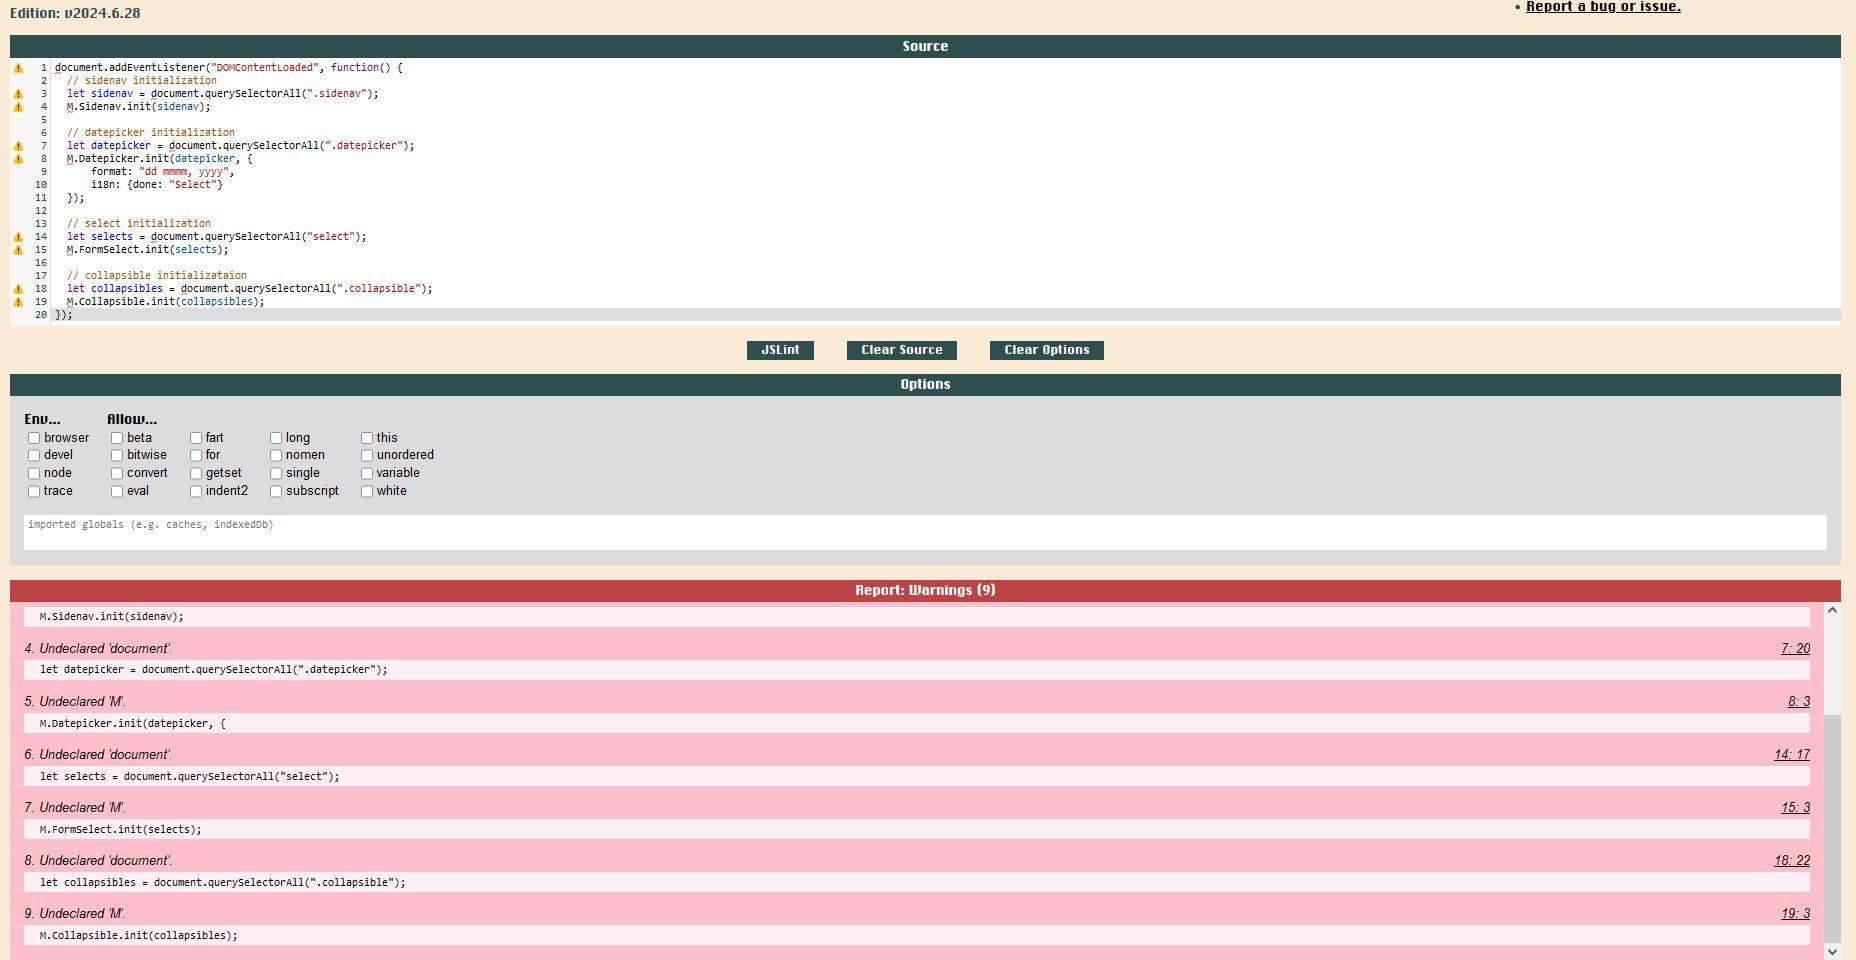 Edition: v2024.6.28
• Report a bug or issue.
Source
1 document.addEventListener("DOMContentLoaded", function() {
2 // sidenav initialization
3 let sidenav = document.querySelectorAll(".sidenav");
4 M.Sidenav.init(sidenav);
5
6 // datepicker initialization
7 let datepicker = document.querySelectorAll(".datepicker");
8 M.Datepicker.init(datepicker, {
9 format: "dd mmmm, yyyy",
10 i18n: {done: "Select"}
11 });
12
13 // select initialization
14 let selects = document.querySelectorAll("select");
15 M.FormSelect.init(selects);
16
17 // collapsible initializataion
18 let collapsibles = document.querySelectorAll(".collapsible");
19 M.Collapsible.init(collapsibles);
20 });
JSLint Clear Source Clear Options
Options
Env... Allow...
browser beta fart long this
devel bitwise for nomen unordered
node convert getset single variable
trace eval indent2 subscript white
imported globals (e.g. caches, indexedDb)
Report: Warnings (9)
M.Sidenav.init(sidenav);
4. Undeclared 'document'. 7: 20
let datepicker = document.querySelectorAll(".datepicker");
5. Undeclared 'M'. 8: 3
M.Datepicker.init(datepicker, {
6. Undeclared 'document'. 14: 17
let selects = document.querySelectorAll("select");
7. Undeclared 'M'. 15: 3
M.FormSelect.init(selects);
8. Undeclared 'document'. 18: 22
let collapsibles = document.querySelectorAll(".collapsible");
9. Undeclared 'M'. 19: 3
M.Collapsible.init(collapsibles);